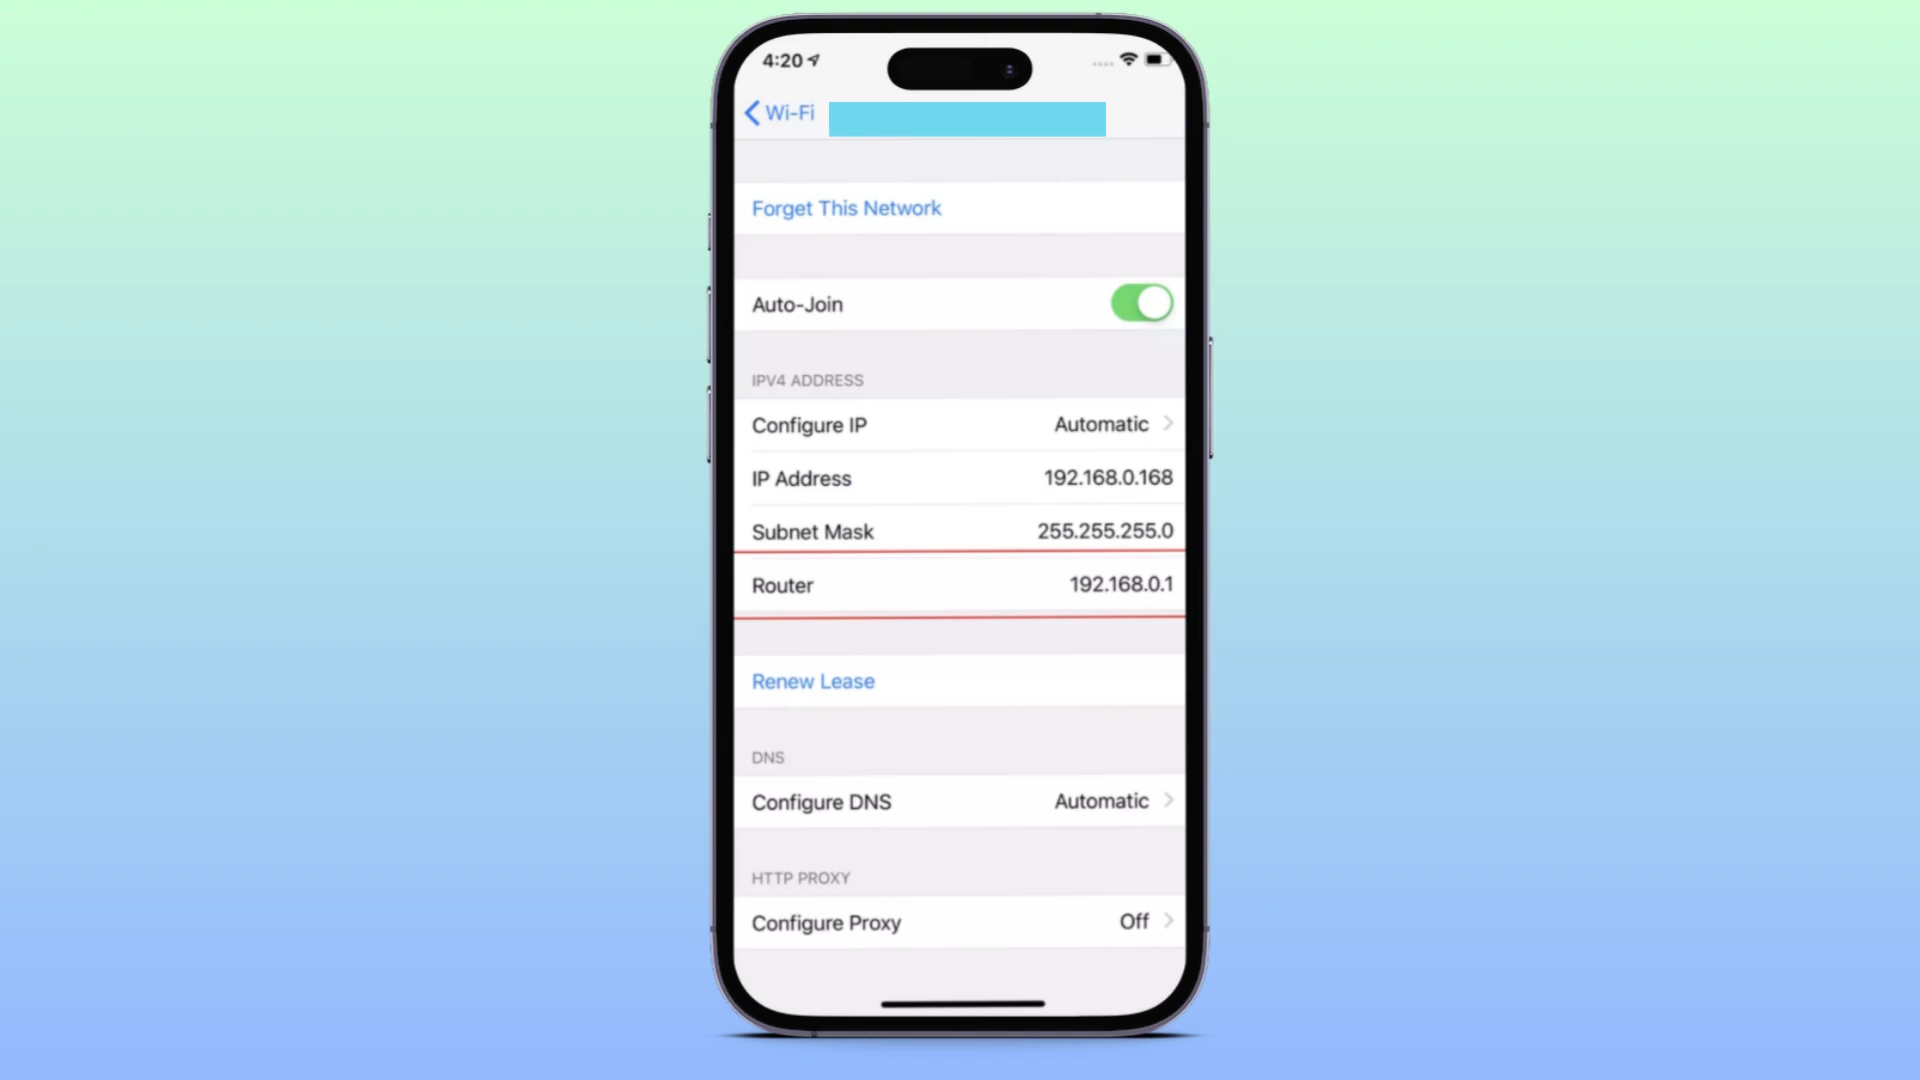 4:20
Wi-Fi
Forget This Network
Auto-Join
IPV4 ADDRESS
Configure IP Automatic
IP Address 192.168.0.168
Subnet Mask 255.255.255.0
Router 192.168.0.1
Renew Lease
DNS
Configure DNS Automatic
HTTP PROXY
Configure Proxy Off